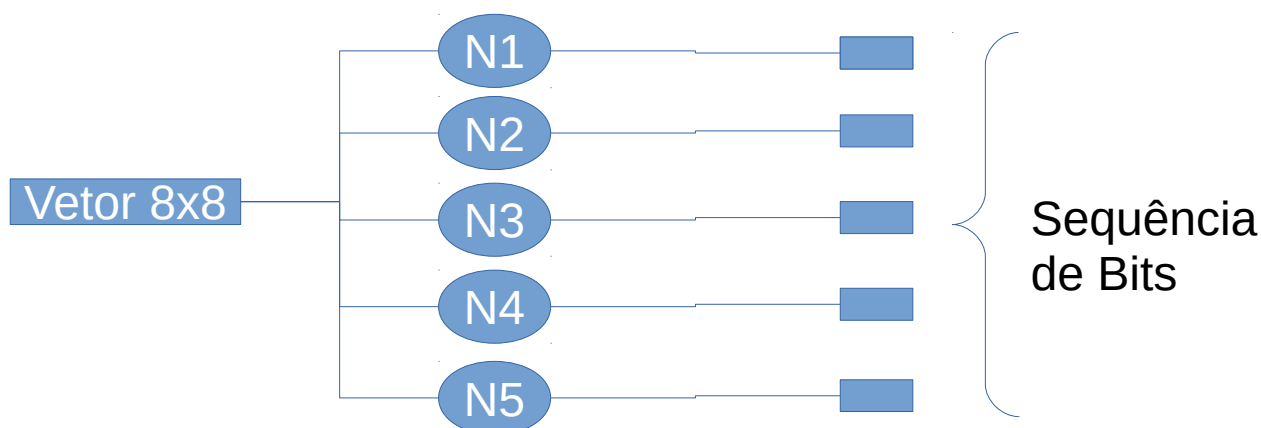 N1
N2
Vetor 8x8
N3
Sequência
de Bits
N4
N5